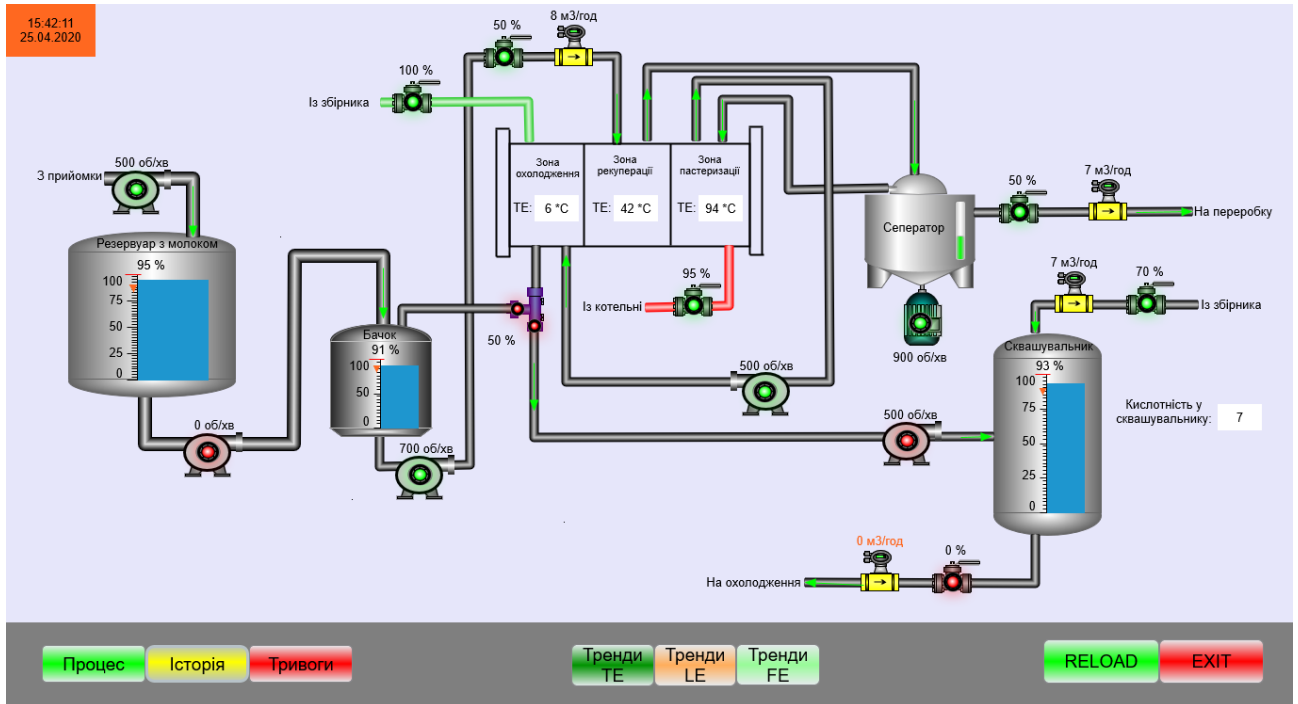 15:42:11
25.04.2020
50 %
8 м3/год
100 %
Із збірника
З прийомки
500 об/хв
Зона
охолодження
Зона
рекуперації
Зона
пастеризації
TE: 6 *C
TE: 42 *C
TE: 94 *C
50 %
7 м3/год
На переробку
Сепаратор
900 об/хв
Резервуар з молоком
95 %
100
75
50
25
0
0 об/хв
Бачок
91 %
100
50
0
700 об/хв
50 %
Із котельні
95 %
500 об/хв
500 об/хв
7 м3/год
70 %
Із збірника
Сквашувальник
93 %
100
75
50
25
0
Кислотність у
сквашувальнику: 7
0 м3/год
0 %
На охолодження
Процес
Історія
Тривоги
Тренди
TE
Тренди
LE
Тренди
FE
RELOAD
EXIT